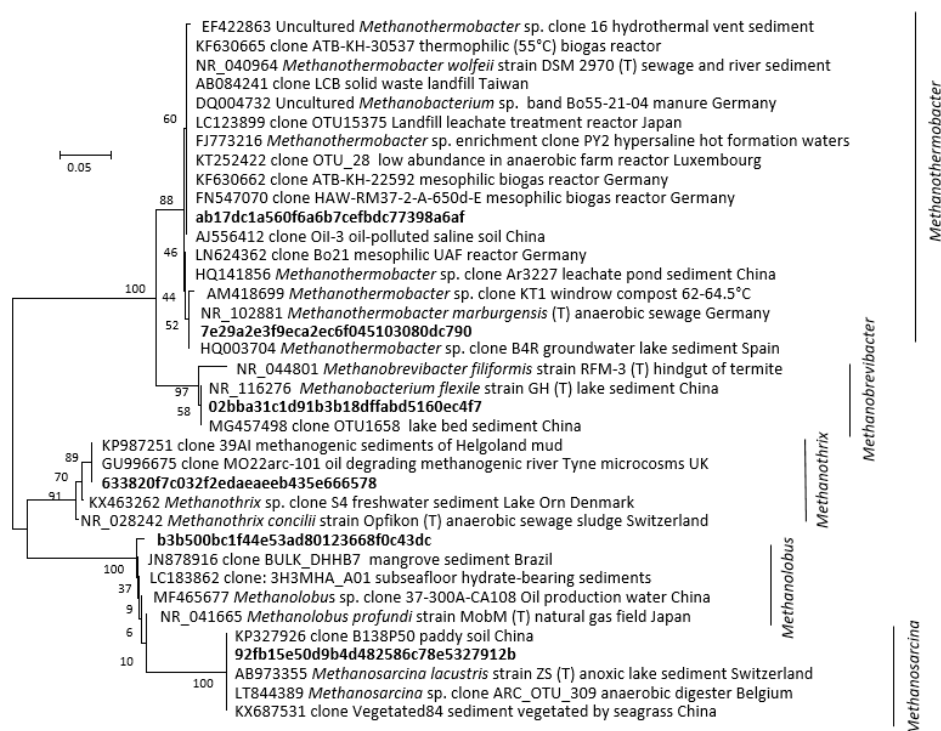 EF422863 Uncultured Methanothermobacter sp. clone 16 hydrothermal vent sediment
KF630665 clone ATB-KH-30537 thermophilic (55°C) biogas reactor
NR_040964 Methanothermobacter wolfeii strain DSM 2970 (T) sewage and river sediment
AB084241 clone LCB solid waste landfill Taiwan
DQ004732 Uncultured Methanobacterium sp. band Bo55-21-04 manure Germany
LC123899 clone OTU15375 Landfill leachate treatment reactor Japan
FJ773216 Methanothermobacter sp. enrichment clone PY2 hypersaline hot formation waters
KT252422 clone OTU_28 low abundance in anaerobic farm reactor Luxembourg
KF630662 clone ATB-KH-22592 mesophilic biogas reactor Germany
FN547070 clone HAW-RM37-2-A-650d-E mesophilic biogas reactor Germany
ab17dc1a560f6a6b7cefbdc77398a6af
AJ556412 clone Oil-3 oil-polluted saline soil China
LN624362 clone Bo21 mesophilic UAF reactor Germany
HQ141856 Methanothermobacter sp. clone Ar3227 leachate pond sediment China
AM418699 Methanothermobacter sp. clone KT1 windrow compost 62-64.5°C
NR_102881 Methanothermobacter marburgensis (T) anaerobic sewage Germany
7e29a2e3f9eca2ec6f045103080dc790
HQ003704 Methanothermobacter sp. clone B4R groundwater lake sediment Spain
NR_044801 Methanobrevibacter filiformis strain RFM-3 (T) hindgut of termite
NR_116276 Methanobacterium flexile strain GH (T) lake sediment China
02bba31c1d91b3b18dffabd5160ec4f7
MG457498 clone OTU1658 lake bed sediment China
KP987251 clone 39AI methanogenic sediments of Helgoland mud
GU996675 clone MO22arc-101 oil degrading methanogenic river Tyne microcosms UK
633820f7c032f2edaeaeeb435e666578
KX463262 Methanothrix sp. clone S4 freshwater sediment Lake Orn Denmark
NR_028242 Methanothrix concilii strain Opfikon (T) anaerobic sewage sludge Switzerland
b3b500bc1f44e53ad80123668f0c43dc
JN878916 clone BULK_DHHB7 mangrove sediment Brazil
LC183862 clone: 3H3MHA_A01 subseafloor hydrate-bearing sediments
MF465677 Methanolobus sp. clone 37-300A-CA108 Oil production water China
NR_041665 Methanolobus profundi strain MobM (T) natural gas field Japan
KP327926 clone B138P50 paddy soil China
92fb15e50d9b4d482586c78e5327912b
AB973355 Methanosarcina lacustris strain ZS (T) anoxic lake sediment Switzerland
LT844389 Methanosarcina sp. clone ARC_OTU_309 anaerobic digester Belgium
KX687531 clone Vegetated84 sediment vegetated by seagrass China
0.05
60
88
46
100
44
52
97
58
89
70
91
100
37
9
6
10
100
Methanothermobacter
Methanobrevibacter
Methanothrix
Methanolobus
Methanosarcina